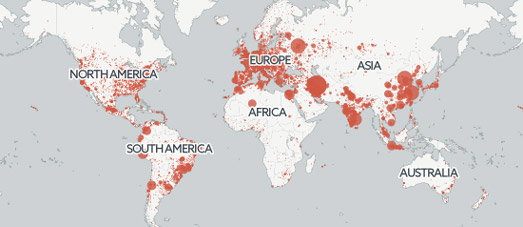 EUROPE
ASIA
NORTH AMERICA
AFRICA
SOUTH AMERICA
AUSTRALIA